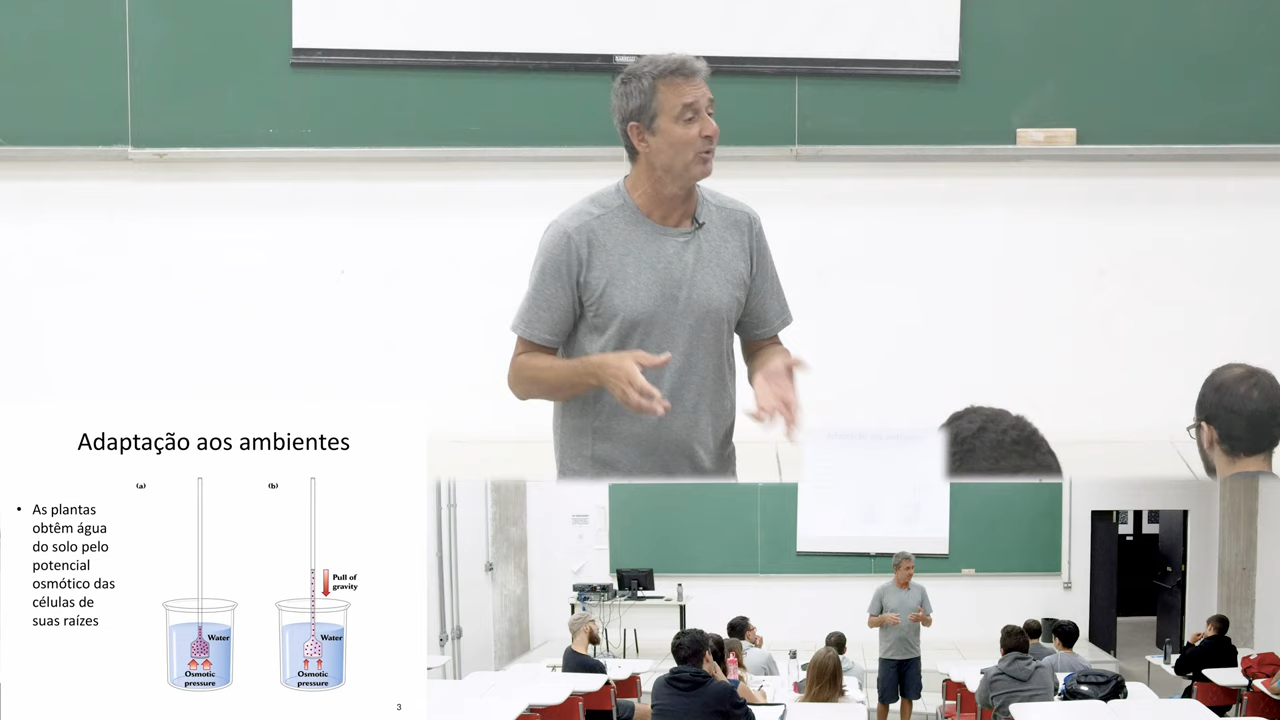 Adaptação aos ambientes
(a)
(b)
• As plantas
obtêm água
do solo pelo
potencial
osmótico das
células de
suas raízes
Pull of
gravity
Water
Water
Osmotic
pressure
Osmotic
pressure
3